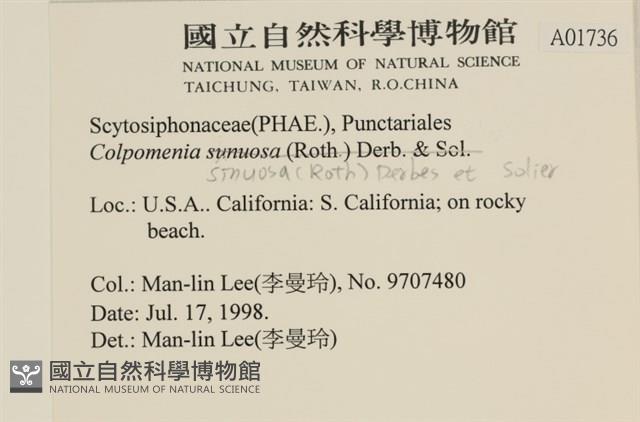 國立自然科學博物館
NATIONAL MUSEUM OF NATURAL SCIENCE
TAICHUNG, TAIWAN, R.O.CHINA
A01736
Scytosiphonaceae(PHAE.), Punctariales
Colpomenia synuosa (Roth ) Derb. & Sol.
sinuosa (Roth) Derbes et Solier
Loc.: U.S.A.. California: S. California; on rocky
beach.
Col.: Man-lin Lee(李曼玲), No. 9707480
Date: Jul. 17, 1998.
Det.: Man-lin Lee(李曼玲)
國立自然科學博物館
NATIONAL MUSEUM OF NATURAL SCIENCE